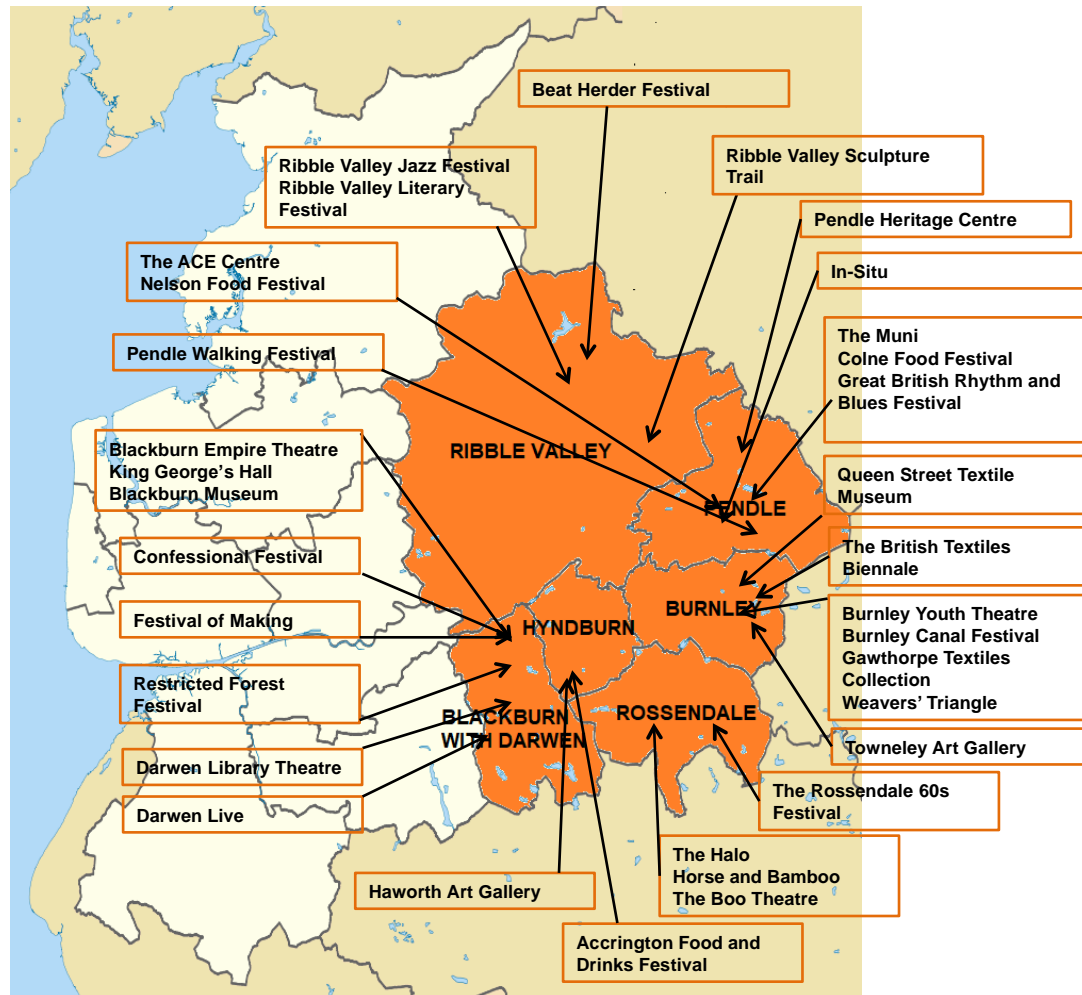 Beat Herder Festival
Ribble Valley Jazz Festival
Ribble Valley Literary
Festival
Ribble Valley Sculpture
Trail
Pendle Heritage Centre
The ACE Centre
Nelson Food Festival
In-Situ
Pendle Walking Festival
The Muni
Colne Food Festival
Great British Rhythm and
Blues Festival
RIBBLE VALLEY
Blackburn Empire Theatre
King George's Hall
Blackburn Museum
Queen Street Textile
Museum
PENDLE
Confessional Festival
The British Textiles
Biennale
BURNLEY
HYNDBURN
Festival of Making
Burnley Youth Theatre
Burnley Canal Festival
Gawthorpe Textiles
Collection
Weavers' Triangle
Restricted Forest
Festival
BLACKBURN
WITH DARWEN
ROSSENDALE
Towneley Art Gallery
Darwen Library Theatre
The Rossendale 60s
Festival
Darwen Live
The Halo
Horse and Bamboo
The Boo Theatre
Haworth Art Gallery
Accrington Food and
Drinks Festival